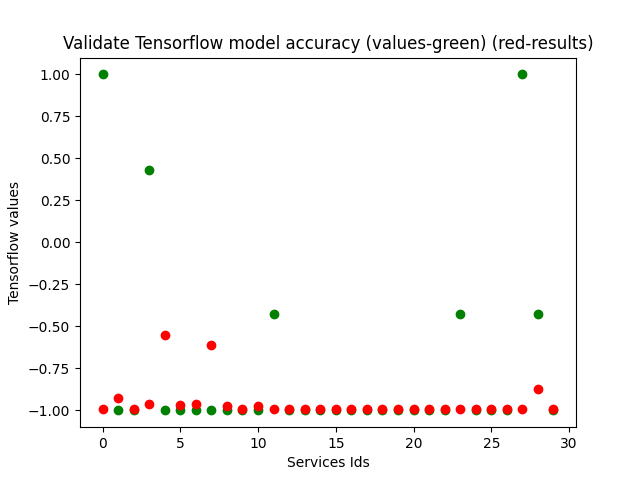 Validate Tensorflow model accuracy (values-green) (red-results)
1.00
0.75
0.50
0.25
0.00
−0.25
−0.50
−0.75
−1.00
Tensorflow values
0 5 10 15 20 25 30
Services Ids